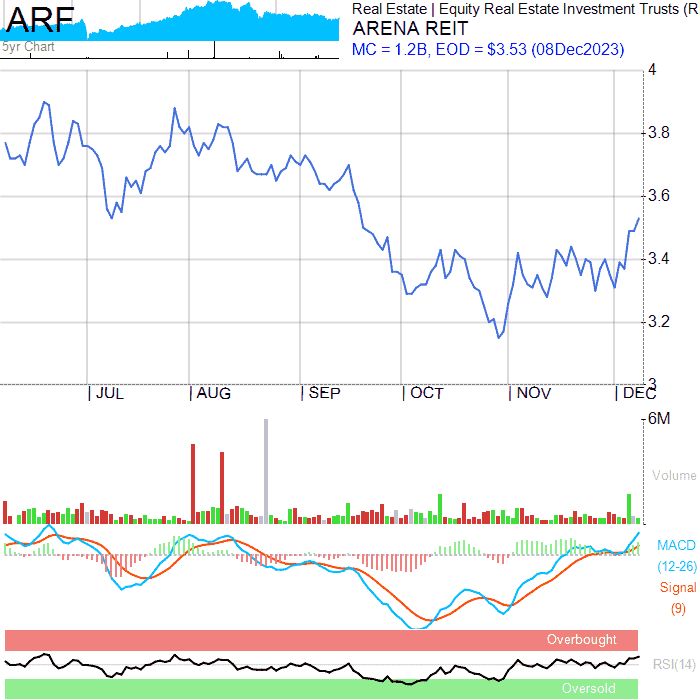 ARF
5yr Chart
Real Estate | Equity Real Estate Investment Trusts (R
ARENA REIT
MC = 1.2B, EOD = $3.53 (08Dec2023)
4
3.8
3.6
3.4
3.2
3
JUL AUG SEP OCT NOV DEC
6M
Volume
MACD
(12-26)
Signal
(9)
Overbought
RSI(14)
Oversold